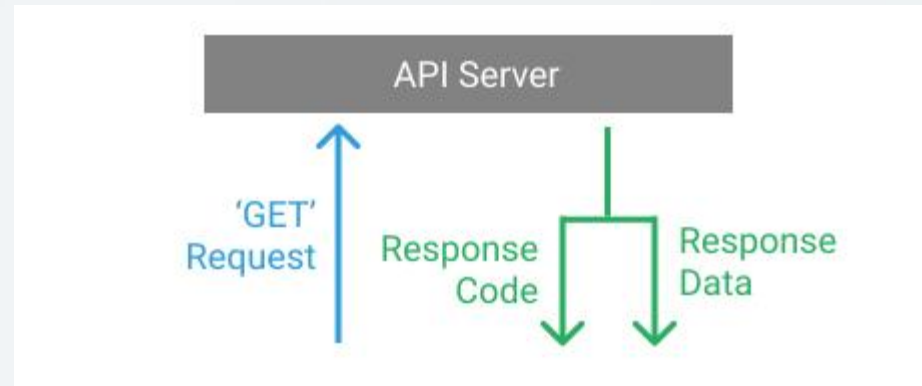 API Server
‘GET’
Request
Response
Code
Response
Data